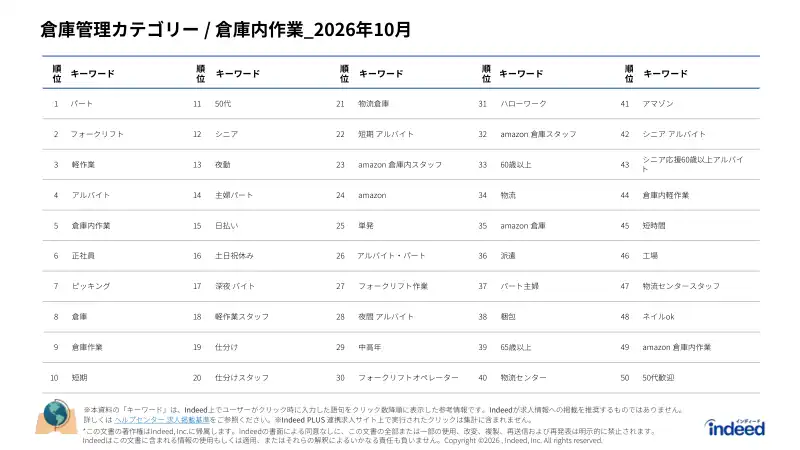 倉庫管理カテゴリー / 倉庫内作業_2026年10月
順位 キーワード 順位 キーワード 順位 キーワード 順位 キーワード 順位 キーワード
1 パート 11 50代 21 物流倉庫 31 ハローワーク 41 アマゾン
2 フォークリフト 12 シニア 22 短期 アルバイト 32 amazon 倉庫スタッフ 42 シニア アルバイト
3 軽作業 13 夜勤 23 amazon 倉庫内スタッフ 33 60歳以上 43 シニア応援60歳以上アルバイト
4 アルバイト 14 主婦パート 24 amazon 34 物流 44 倉庫内軽作業
5 倉庫内作業 15 日払い 25 単発 35 amazon 倉庫 45 短時間
6 正社員 16 土日祝休み 26 アルバイト・パート 36 派遣 46 工場
7 ピッキング 17 深夜 バイト 27 フォークリフト作業 37 パート主婦 47 物流センタースタッフ
8 倉庫 18 軽作業スタッフ 28 夜間 アルバイト 38 梱包 48 ネイルok
9 倉庫作業 19 仕分け 29 中高年 39 65歳以上 49 amazon 倉庫内作業
10 短期 20 仕分けスタッフ 30 フォークリフトオペレーター 40 物流センター 50 50代歓迎
※本資料の「キーワード」は、Indeed上でユーザーがクリック時に入力した語句をクリック数降順に表示した参考情報です。Indeedが求人情報への掲載を推奨するものではありません。
詳しくは ヘルプセンター 求人掲載基準をご参照ください。※Indeed PLUS 連携求人サイト上で実行されたクリックは集計に含まれません。
*この文書の著作権はIndeed, Inc.に帰属します。Indeedの書面による同意なしに、この文書の全部または一部の使用、改変、複製、再送信および再発表は明示的に禁止されます。
Indeedはこの文書に含まれる情報の使用もしくは適用、またはそれらの解釈によるいかなる責任も負いません。Copyright ©2026 , Indeed, Inc. All rights reserved.
インディード
indeed